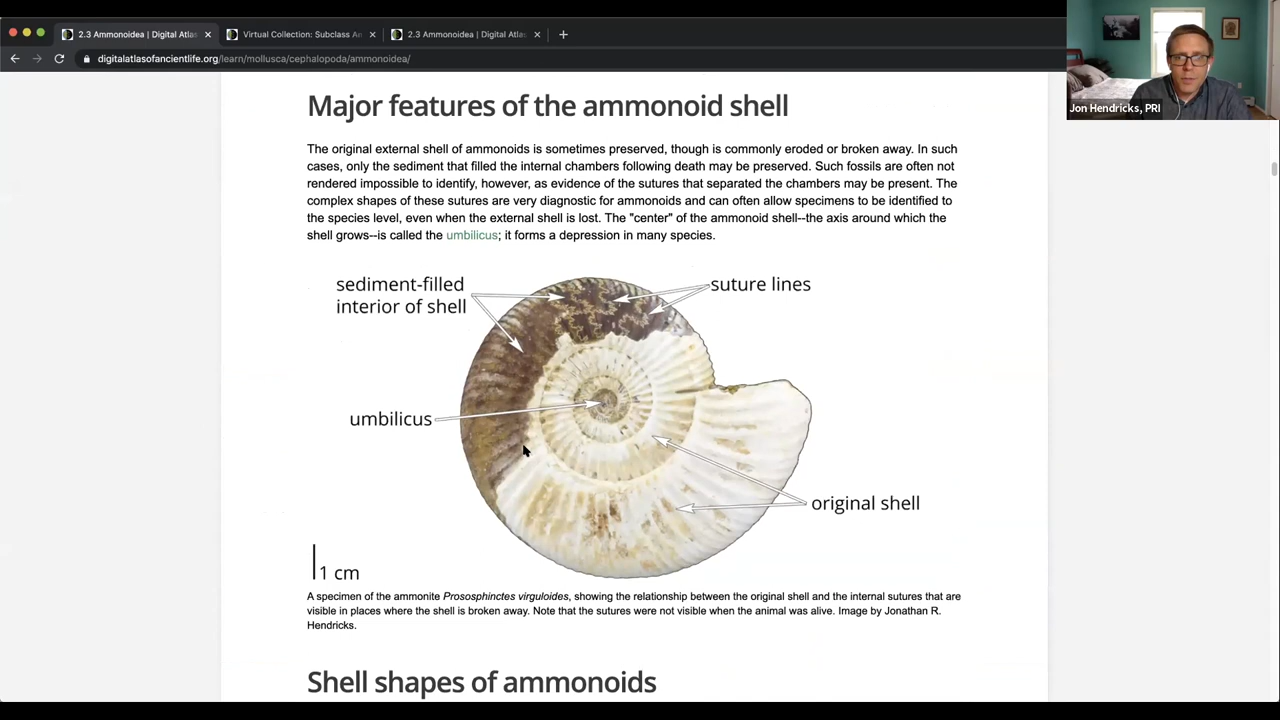 2.3 Ammonoidea | Digital Atlas
Virtual Collection: Subclass Am
2.3 Ammonoidea | Digital Atlas
digitalatlasofancientlife.org/learn/mollusca/cephalopoda/ammonoidea/
Jon Hendricks, PRI
Major features of the ammonoid shell
The original external shell of ammonoids is sometimes preserved, though is commonly eroded or broken away. In such
cases, only the sediment that filled the internal chambers following death may be preserved. Such fossils are often not
rendered impossible to identify, however, as evidence of the sutures that separated the chambers may be present. The
complex shapes of these sutures are very diagnostic for ammonoids and can often allow specimens to be identified to
the species level, even when the external shell is lost. The "center" of the ammonoid shell--the axis around which the
shell grows--is called the umbilicus; it forms a depression in many species.
sediment-filled
interior of shell
suture lines
umbilicus
original shell
1 cm
A specimen of the ammonite Prososphinctes virguloides, showing the relationship between the original shell and the internal sutures that are
visible in places where the shell is broken away. Note that the sutures were not visible when the animal was alive. Image by Jonathan R.
Hendricks.
Shell shapes of ammonoids